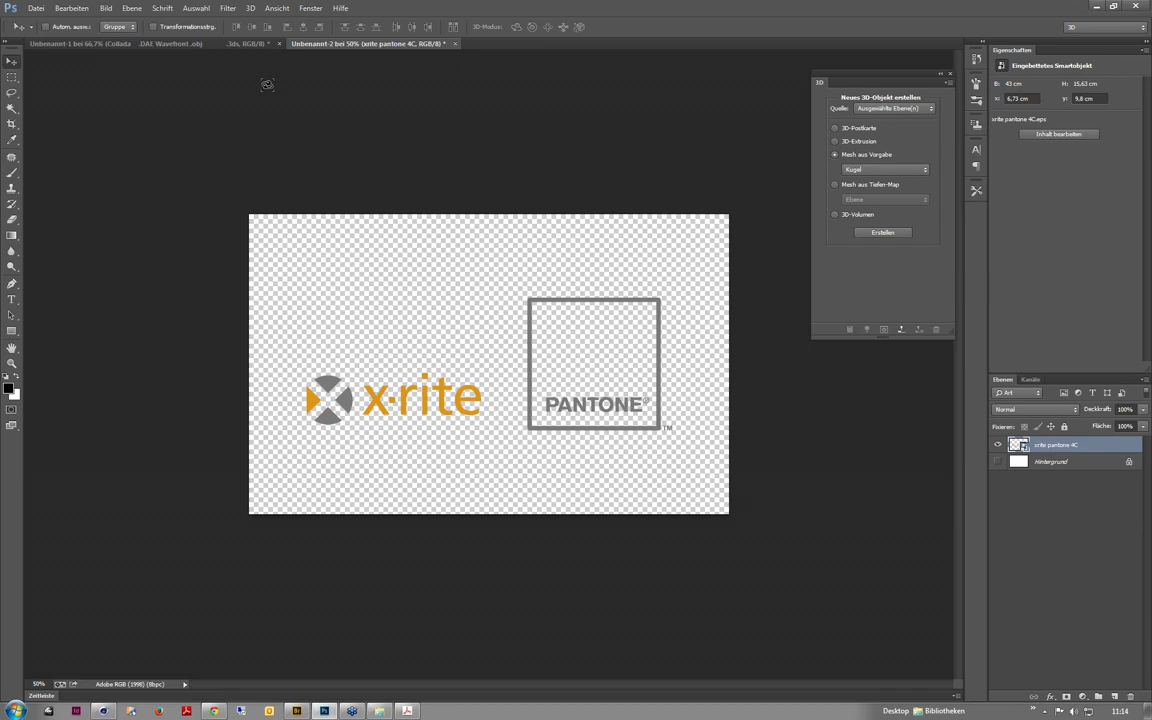 Ps Datei Bearbeiten Bild Ebene Schrift Auswahl Filter 3D Ansicht Fenster Hilfe
Autom. ausw.: Gruppe Transformationsstrg. 3D-Modus: 3D
Unbenannt-1 bei 66,7% (Collada .DAE Wavefront .obj .3ds, RGB/8) * × Unbenannt-2 bei 50% (xrite pantone 4C, RGB/8) * ×
3D
Neues 3D-Objekt erstellen
Quelle: Ausgewählte Ebene(n)
3D-Postkarte
3D-Extrusion
Mesh aus Vorgabe
Kugel
Mesh aus Tiefen-Map
Ebene
3D-Volumen
Erstellen
Eigenschaften
Eingebettetes Smartobjekt
B: 43 cm H: 15,63 cm
x: 6,73 cm y: 9,8 cm
xrite pantone 4C.eps
Inhalt bearbeiten
x·rite
PANTONE®
TM
Ebenen Kanäle
Art
Normal Deckkraft: 100%
Fixieren: Fläche: 100%
xrite pantone 4C
Hintergrund
50% Adobe RGB (1998) (8bpc)
Zeitleiste
Desktop Bibliotheken 11:14